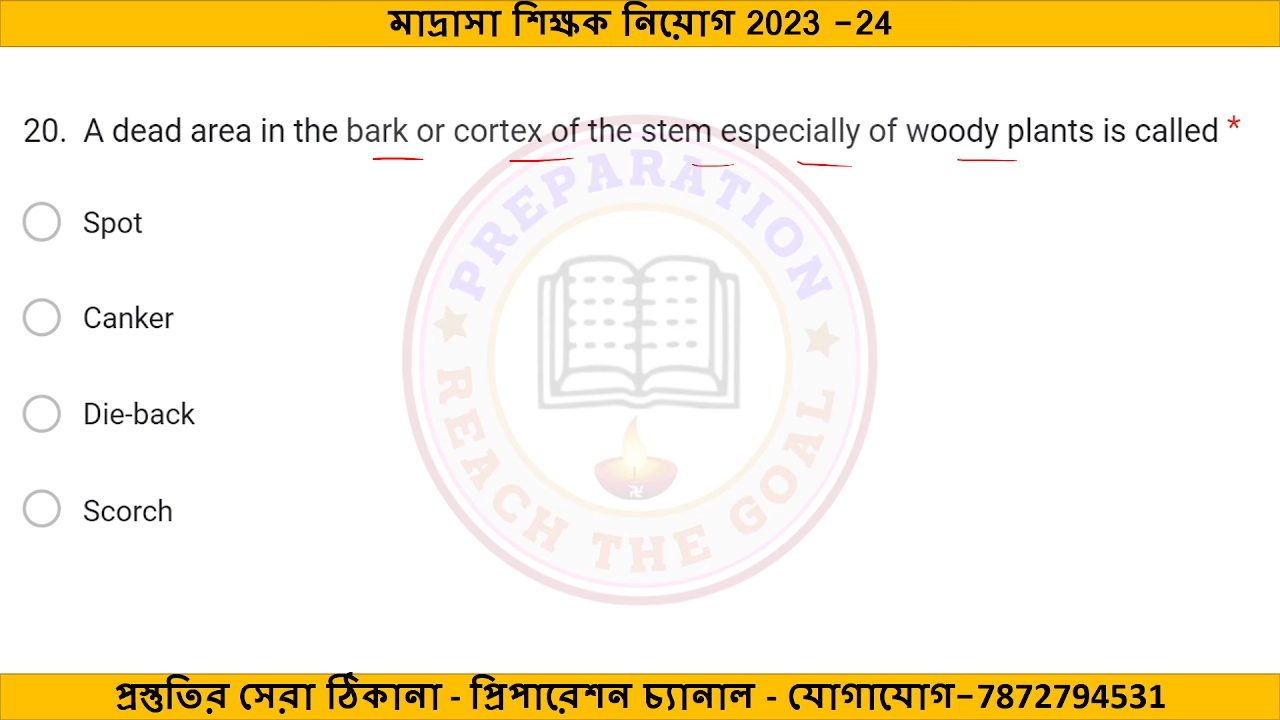 মাদ্রাসা শিক্ষক নিয়োগ 2023 -24
20. A dead area in the bark or cortex of the stem especially of woody plants is called *
PREPARATION
Spot
Canker
Die-back
Scorch
REACH THE GOAL
প্রস্তুতির সেরা ঠিকানা - প্রিপারেশন চ্যানাল - যোগাযোগ-7872794531